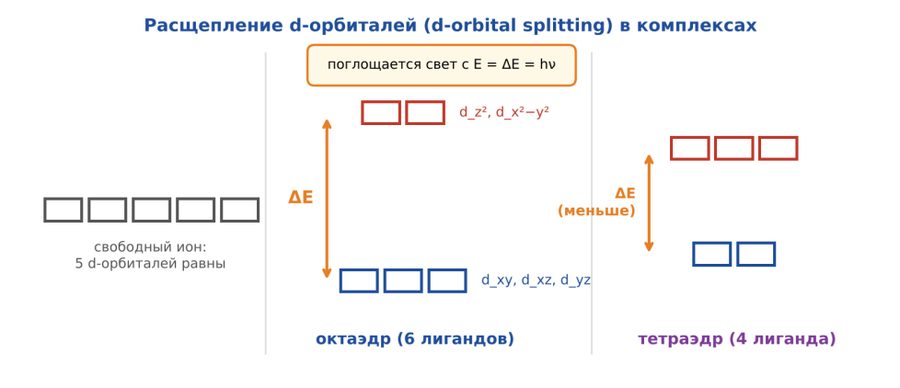 Расщепление d-орбиталей (d-orbital splitting) в комплексах
поглощается свет с E = ΔE = hν
d_z², d_x²−y²
ΔE
ΔE
(меньше)
свободный ион:
5 d-орбиталей равны
d_xy, d_xz, d_yz
октаэдр (6 лигандов)
тетраэдр (4 лиганда)